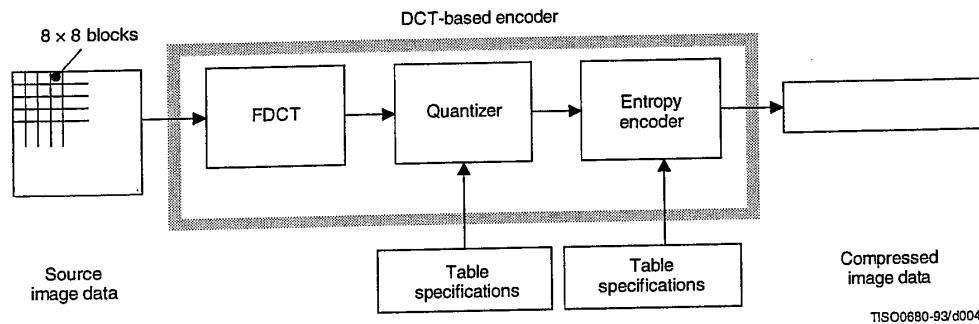 DCT-based encoder
8 × 8 blocks
FDCT
Quantizer
Entropy
encoder
Table
specifications
Table
specifications
Source
image data
Compressed
image data
TISO0680-93/d004